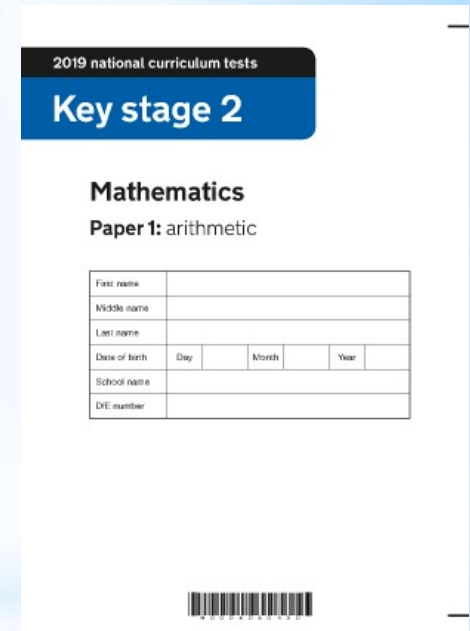 2019 national curriculum tests
Key stage 2
Mathematics
Paper 1: arithmetic
First name
Middle name
Last name
Date of birth Day Month Year
School name
DfE number